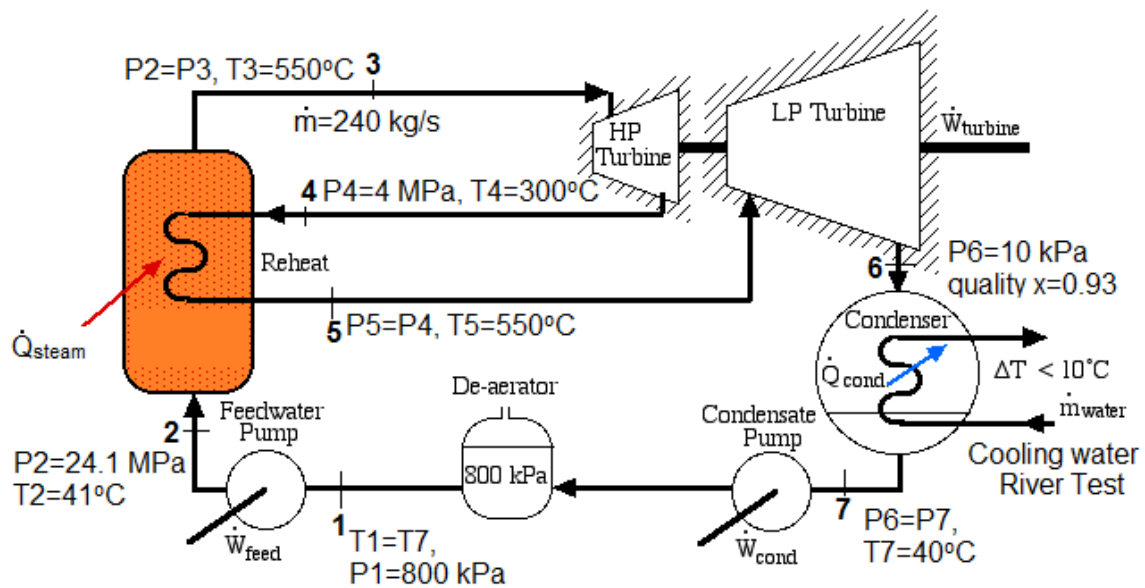 P2=P3, T3=550ºC
3
ṁ=240 kg/s
HP
Turbine
LP Turbine
Ẇturbine
4
P4=4 MPa, T4=300ºC
Reheat
5
P5=P4, T5=550ºC
Q̇steam
6
P6=10 kPa
quality x=0.93
Condenser
Q̇cond
ΔT < 10°C
ṁwater
Cooling water
River Test
De-aerator
800 kPa
Feedwater
Pump
Condensate
Pump
2
P2=24.1 MPa
T2=41ºC
Ẇfeed
1
T1=T7,
P1=800 kPa
Ẇcond
7
P6=P7,
T7=40ºC